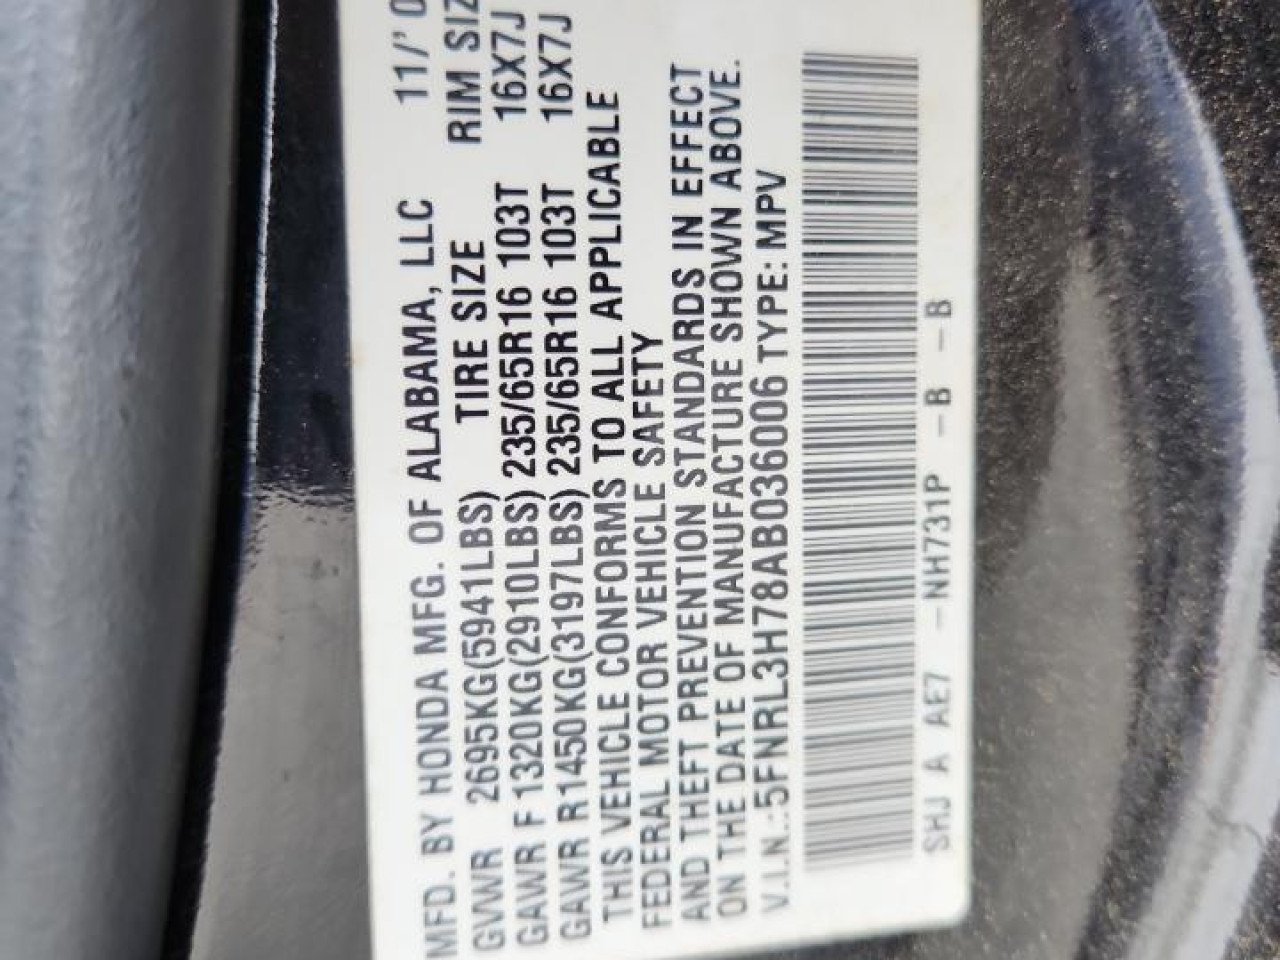 MFD. BY HONDA MFG. OF ALABAMA, LLC 11/'0
TIRE SIZE RIM SIZ
GVWR 2695KG(5941LBS)
GAWR F 1320KG(2910LBS) 235/65R16 103T 16X7J
GAWR R1450KG(3197LBS) 235/65R16 103T 16X7J
THIS VEHICLE CONFORMS TO ALL APPLICABLE
FEDERAL MOTOR VEHICLE SAFETY
AND THEFT PREVENTION STANDARDS IN EFFECT
ON THE DATE OF MANUFACTURE SHOWN ABOVE.
V.I.N.:5FNRL3H78AB036006 TYPE: MPV
SHJ A AE7 -NH731P -B -B